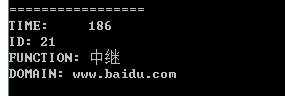 =================
TIME:     186
ID: 21
FUNCTION: 中继
DOMAIN: www.baidu.com